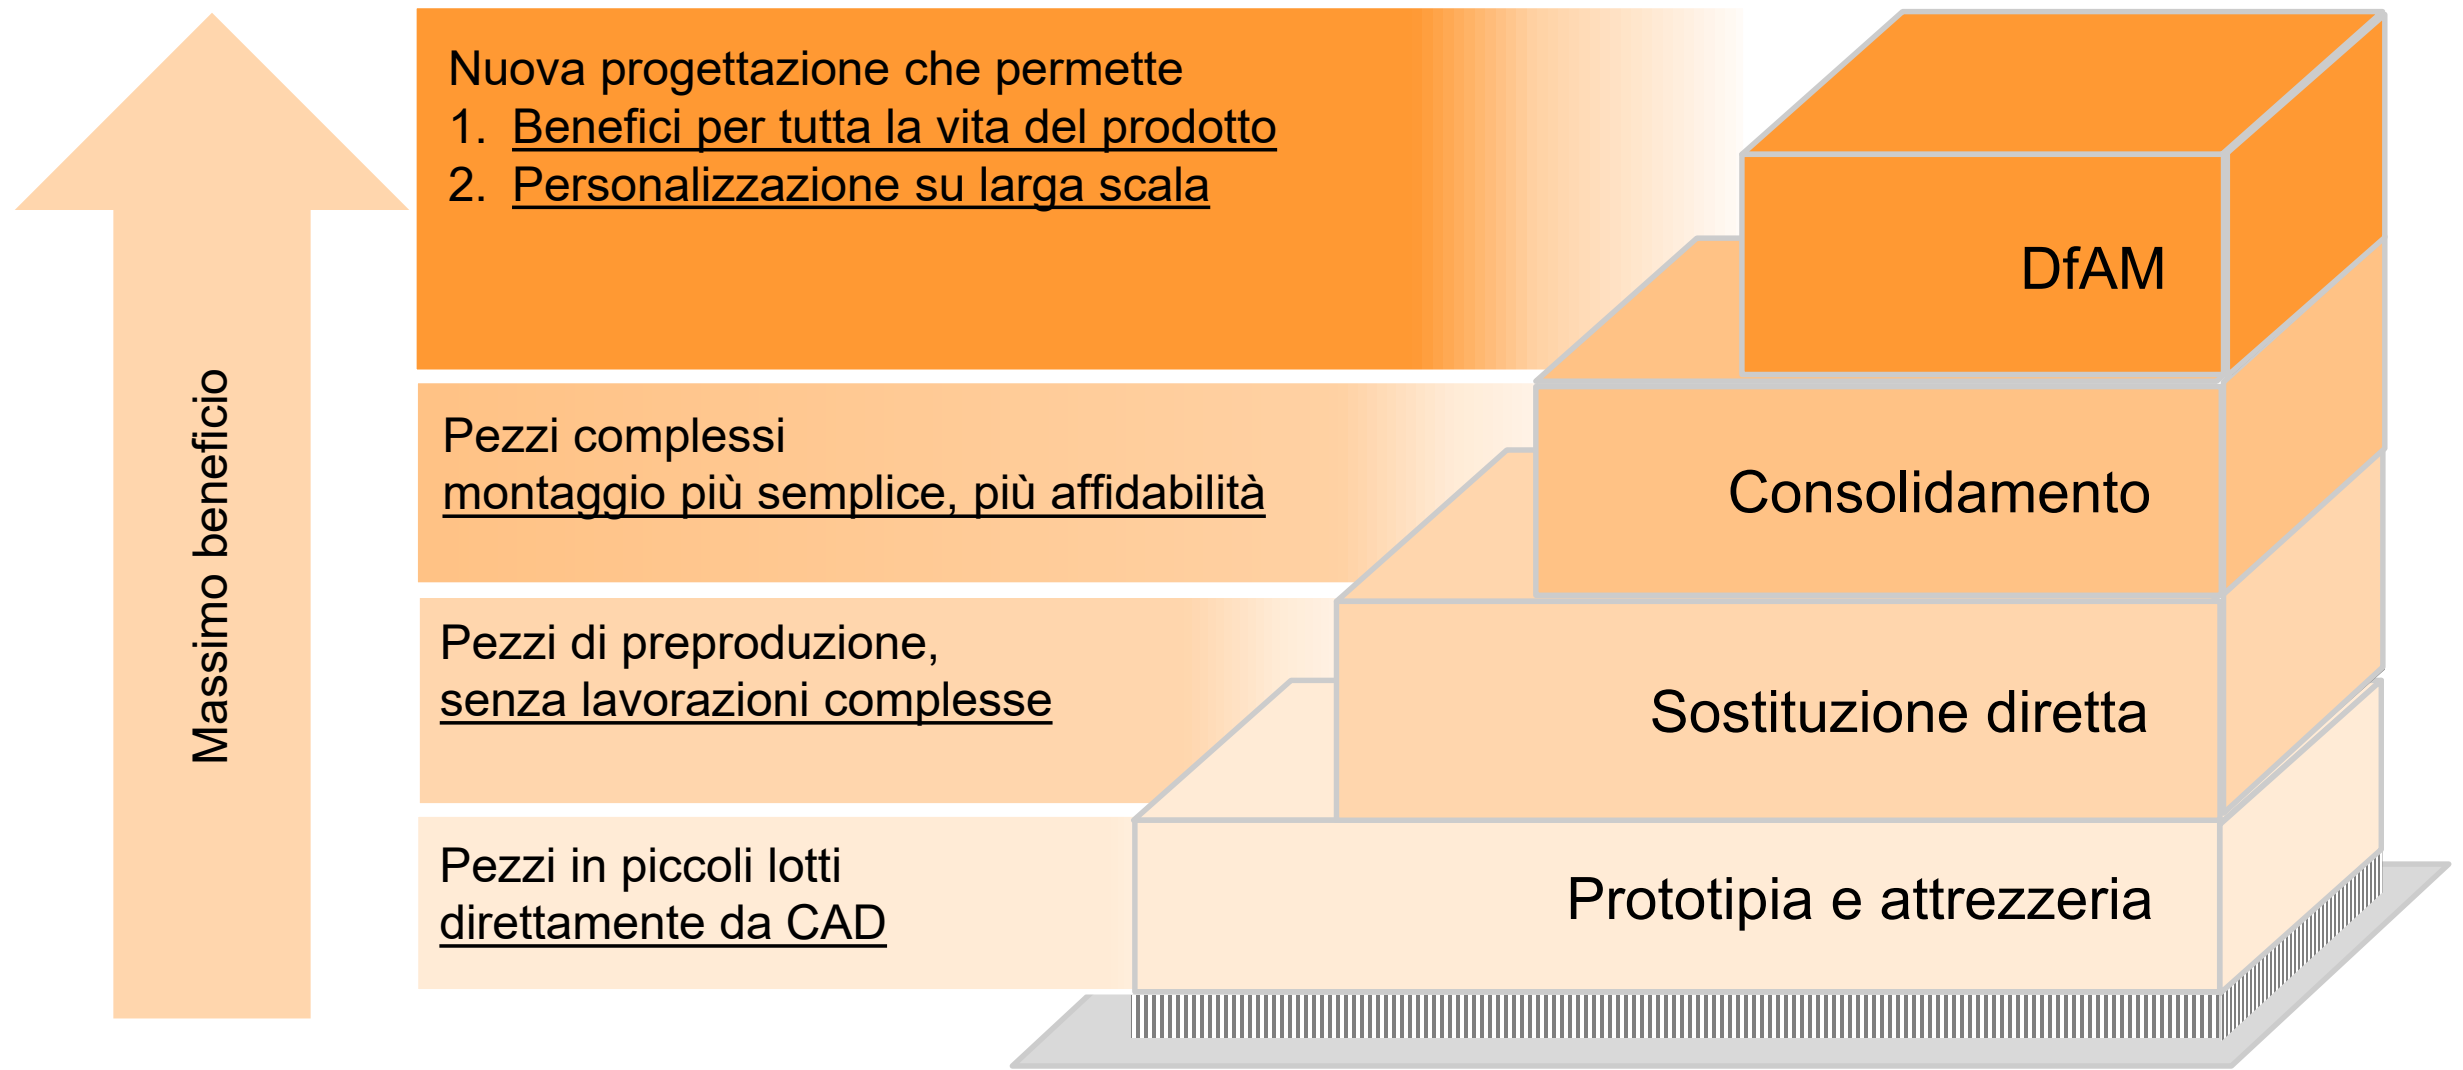 Massimo beneficio
Nuova progettazione che permette
1. Benefici per tutta la vita del prodotto
2. Personalizzazione su larga scala
DfAM
Pezzi complessi
montaggio più semplice, più affidabilità
Consolidamento
Pezzi di preproduzione,
senza lavorazioni complesse
Sostituzione diretta
Pezzi in piccoli lotti
direttamente da CAD
Prototipia e attrezzeria